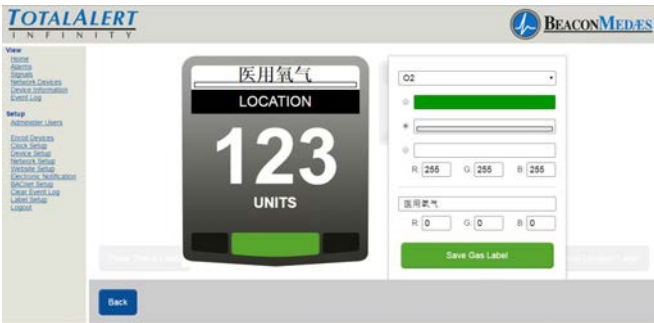 TOTALALERT
INFINITY
BEACONMEDÆS
View
Home
Alarms
Signals
Network Devices
Device Information
Event Log
Setup
Administer Users
Encoil Devices
Clock Setup
Device Setup
Network Setup
Website Setup
Electronic Notification
BACnet Setup
Clear Event Log
Label Setup
Logout
医用氧气
LOCATION
123
UNITS
O2
R: 255 G: 255 B: 255
医用氧气
R: 0 G: 0 B: 0
Save Gas Label
Back